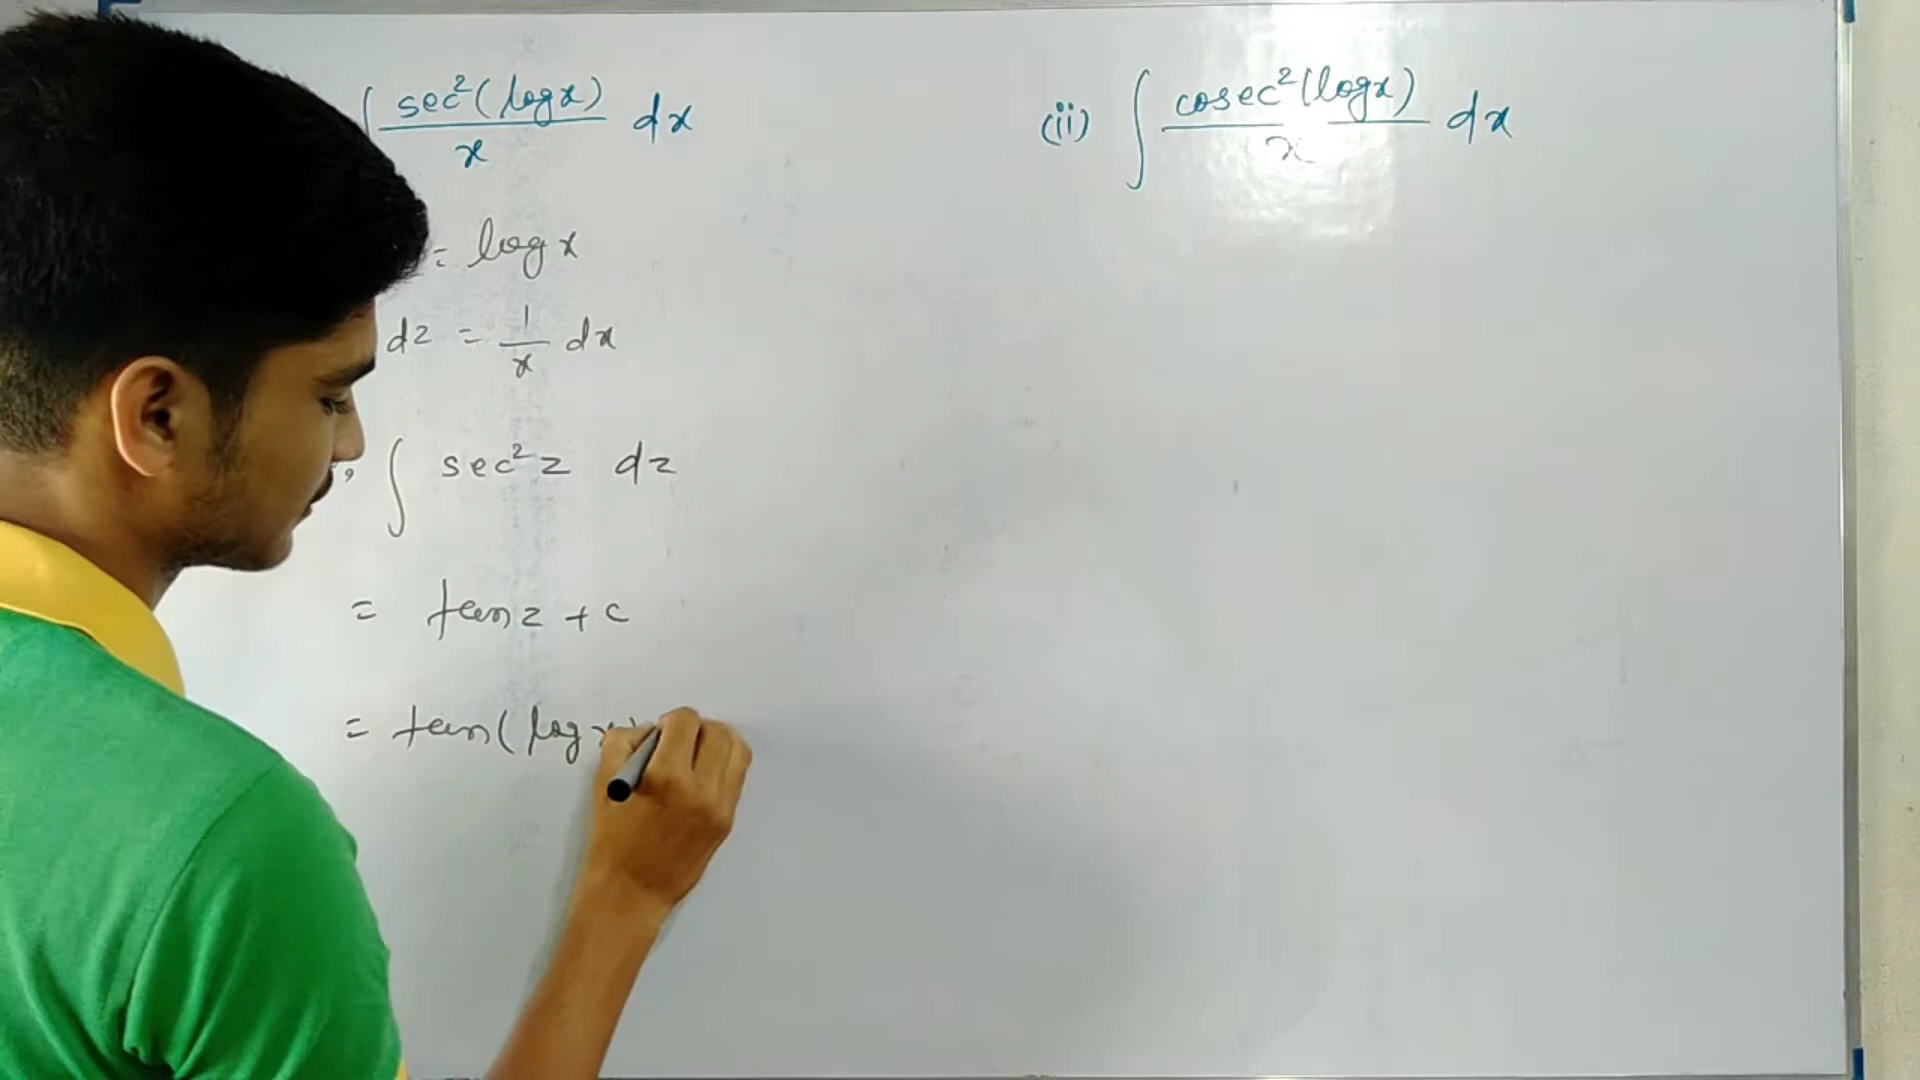 ∫ sec²(logx)/x dx
= logx
dz = 1/x dx
, ∫ sec²z dz
= tanz + c
= tan(logx)
(ii) ∫ cosec²(logx)/x dx